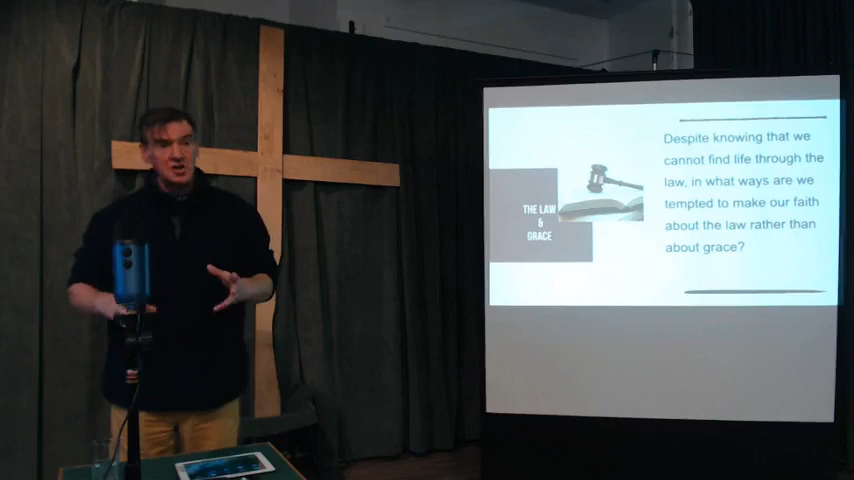 THE LAW
&
GRACE
Despite knowing that we
cannot find life through the
law, in what ways are we
tempted to make our faith
about the law rather than
about grace?